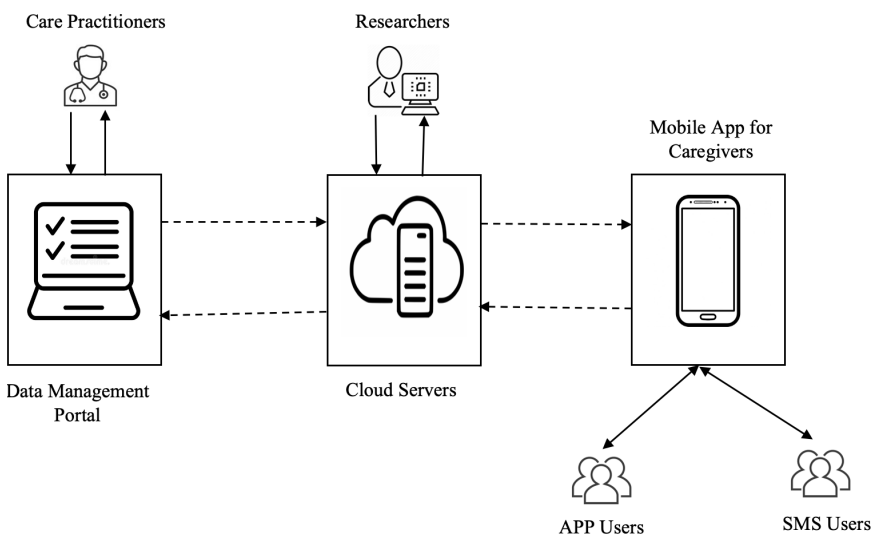 Care Practitioners
Researchers
Mobile App for
Caregivers
Data Management
Portal
Cloud Servers
APP Users
SMS Users